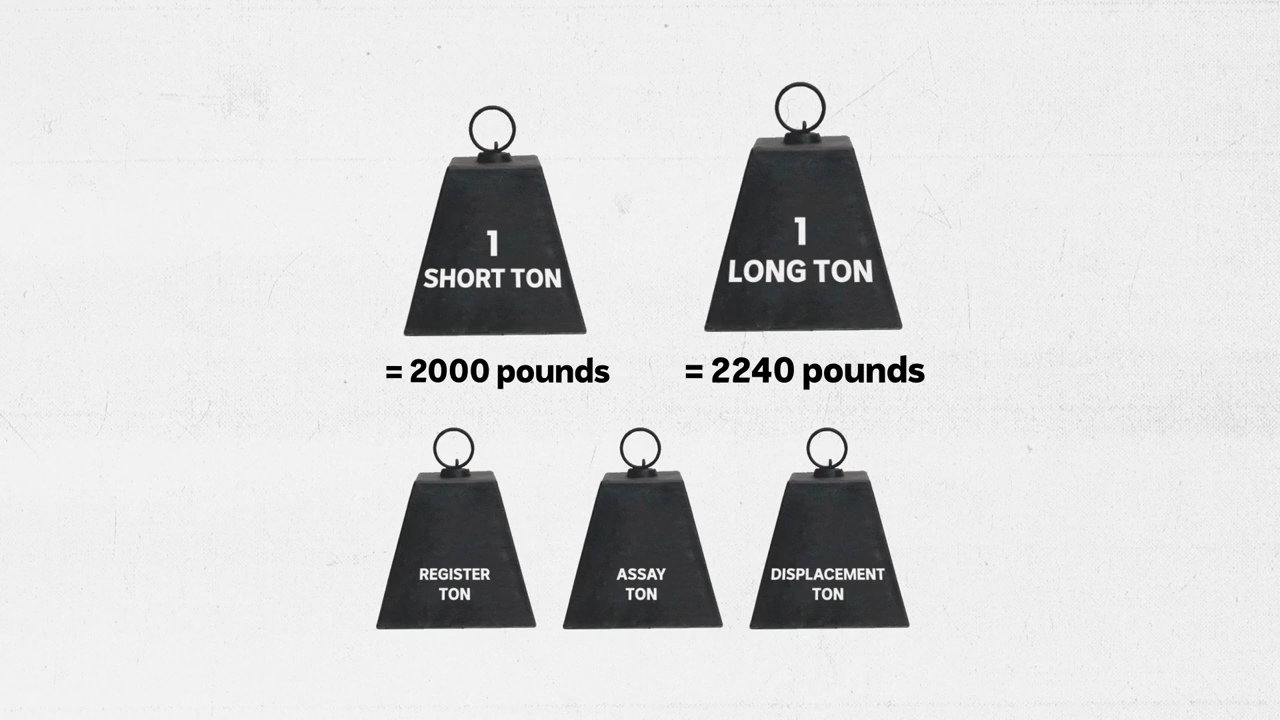 1
SHORT TON
1
LONG TON
= 2000 pounds
= 2240 pounds
REGISTER
TON
ASSAY
TON
DISPLACEMENT
TON